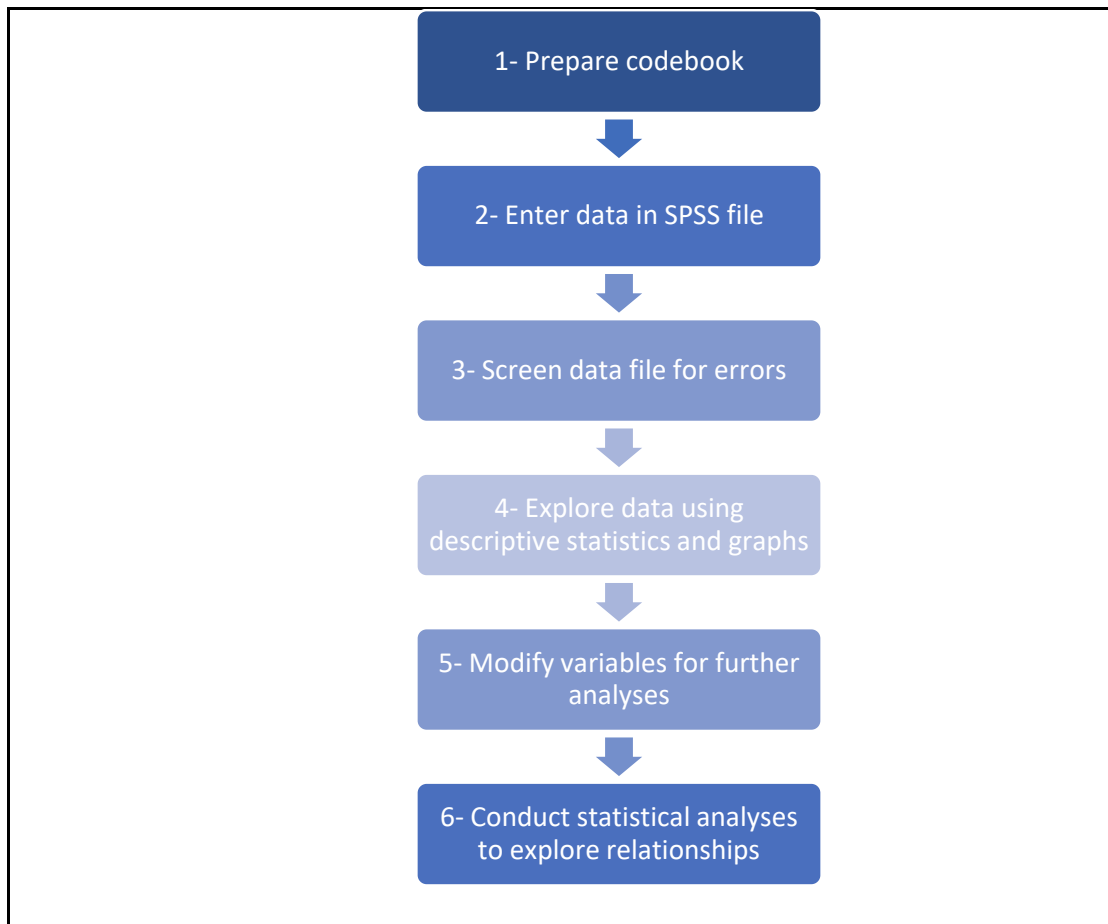 1- Prepare codebook
2- Enter data in SPSS file
3- Screen data file for errors
4- Explore data using
descriptive statistics and graphs
5- Modify variables for further
analyses
6- Conduct statistical analyses
to explore relationships